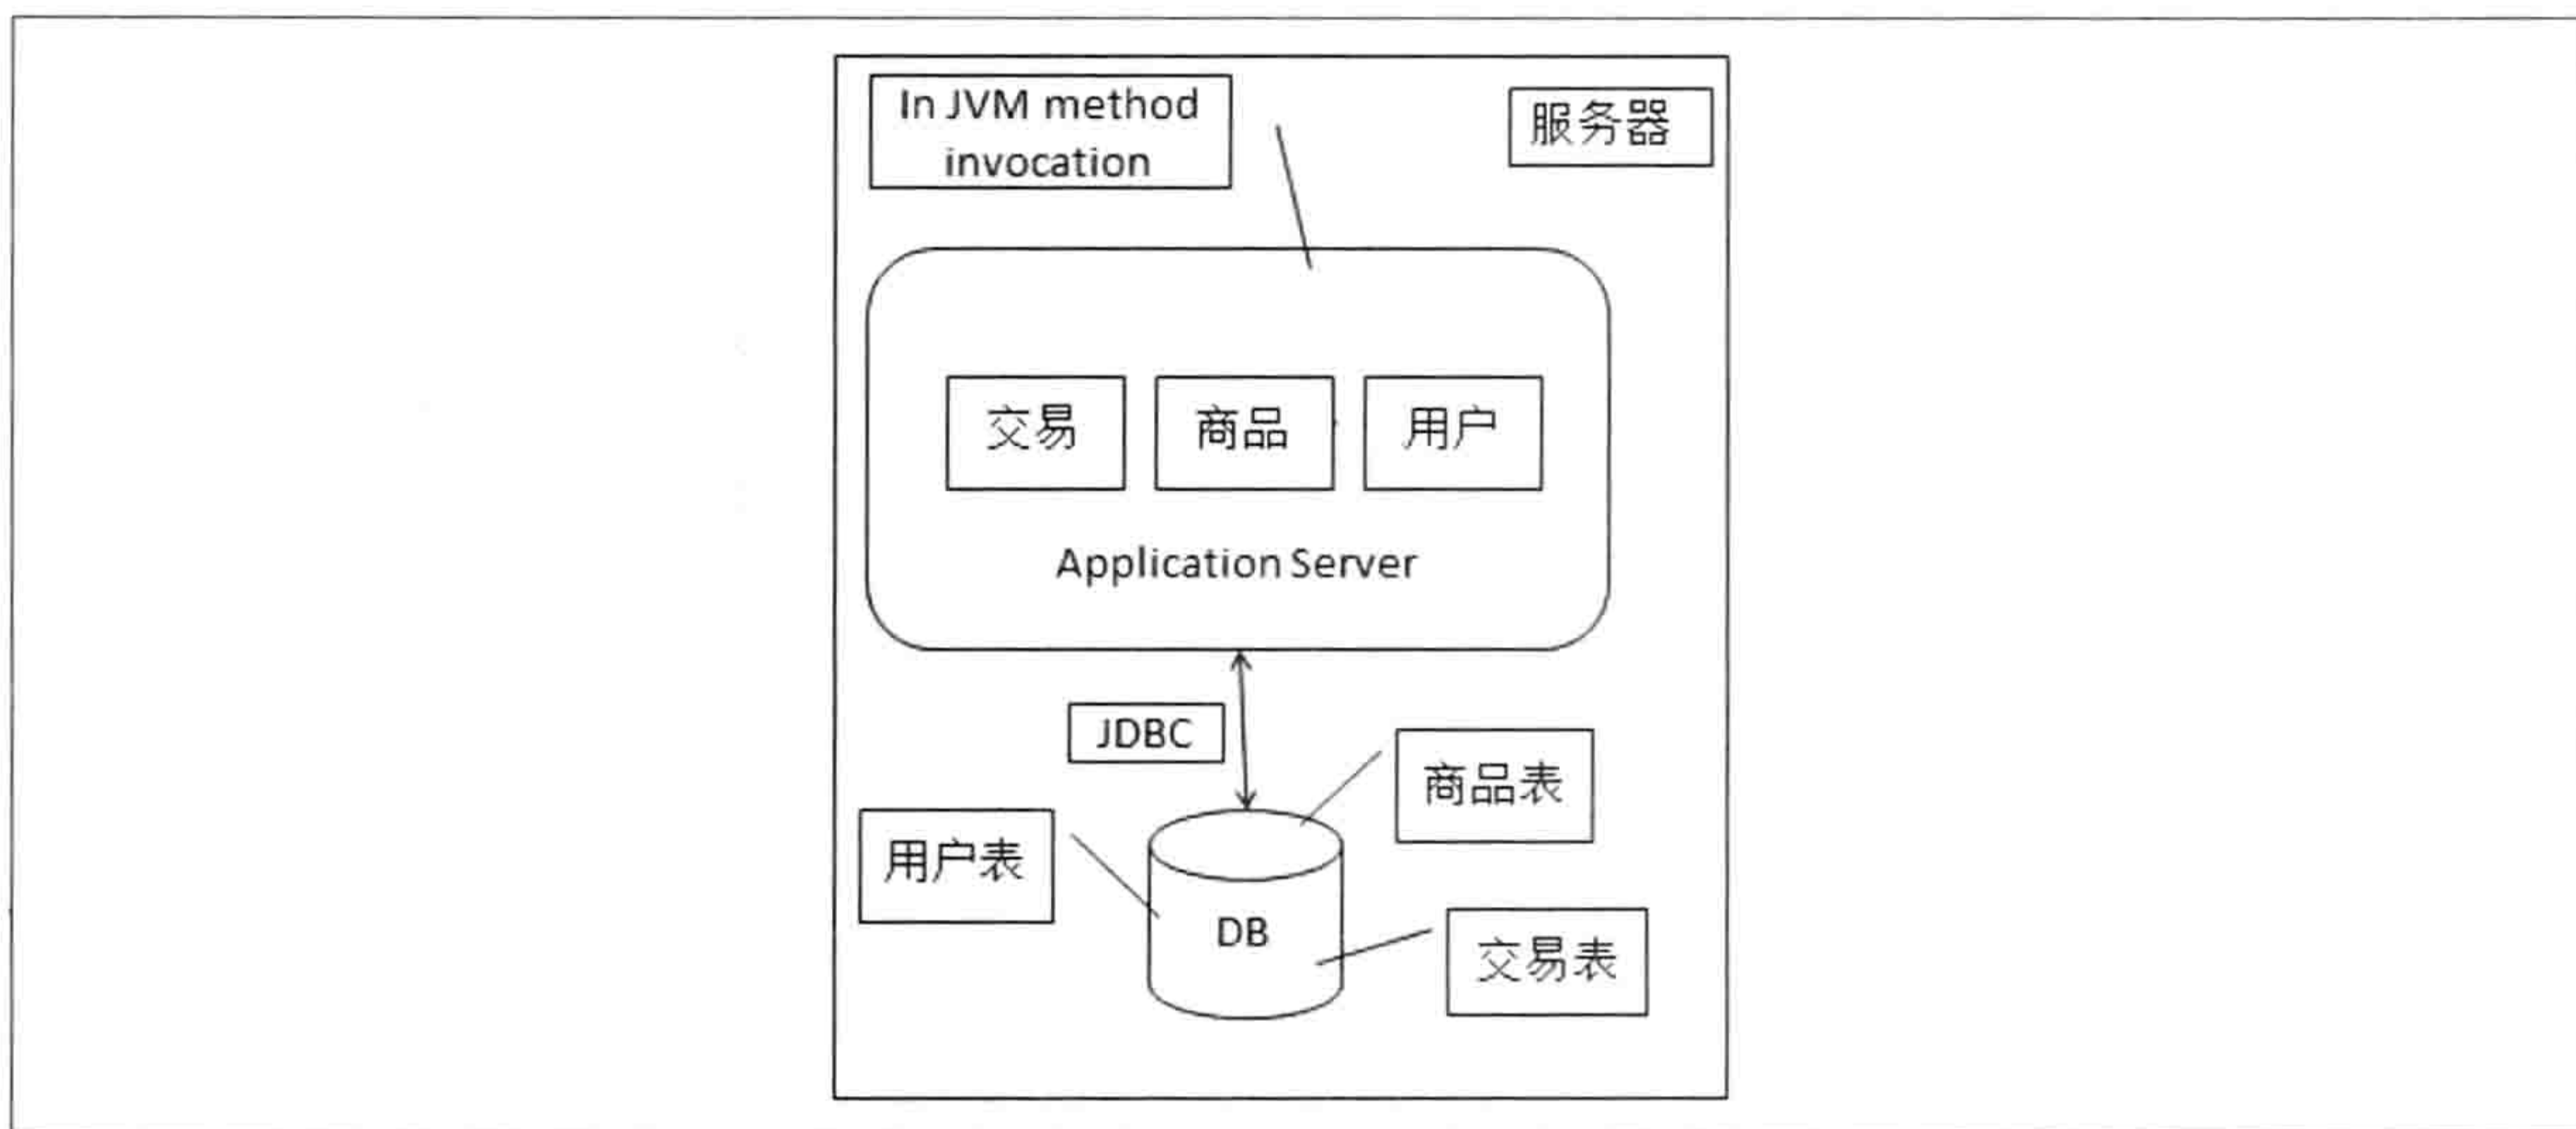 In JVM method
invocation
服务器
交易
商品
用户
Application Server
JDBC
商品表
用户表
DB
交易表